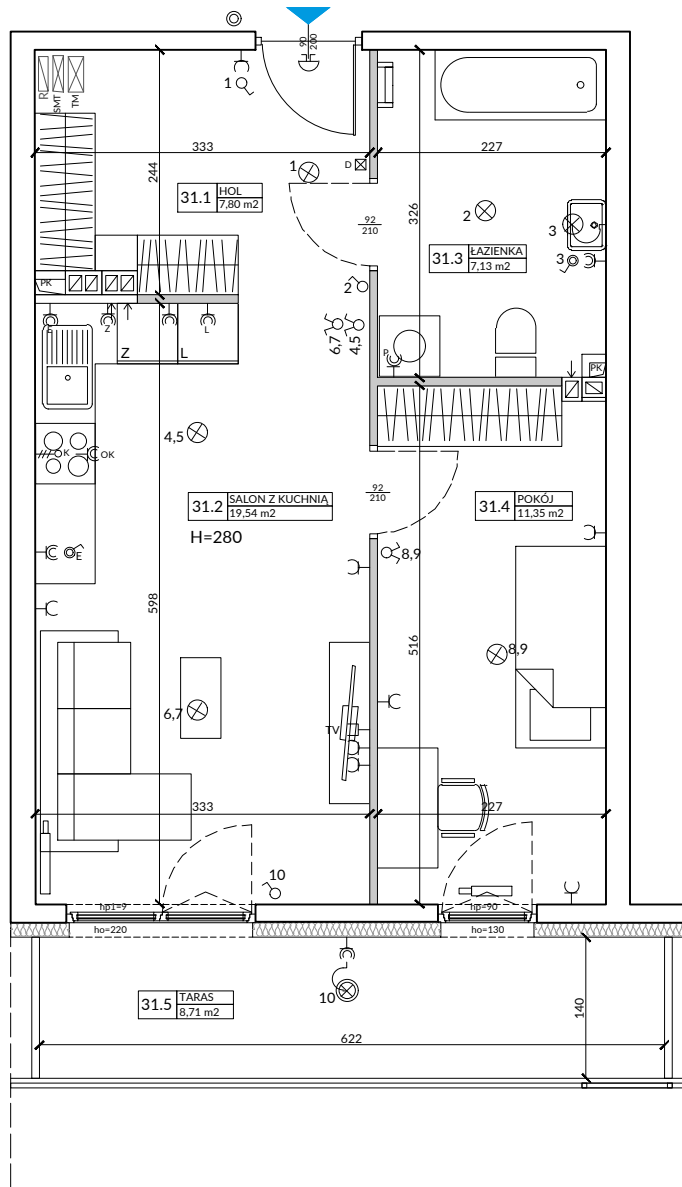 90
200
1
R
SMT
TM
333
227
1
D
244
31.1
HOL
7,80 m2
92
210
326
2
3
31.3
ŁAZIENKA
7,13 m2
3
PK
2
E
Z
L
6,7
4,5
P
PK
Z
L
4,5
K
OK
92
210
31.2
SALON Z KUCHNIĄ
19,54 m2
H=280
31.4
POKÓJ
11,35 m2
E
8,9
598
516
8,9
6,7
TV
333
227
10
hp1=9
hp=90
ho=220
ho=130
31.5
TARAS
8,71 m2
10
140
622